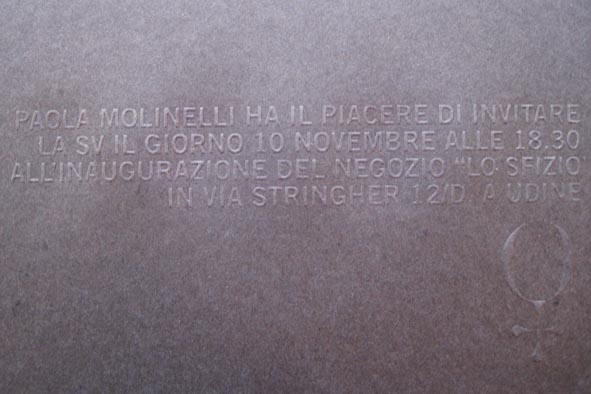 PAOLA MOLINELLI HA IL PIACERE DI INVITARE
LA SV IL GIORNO 10 NOVEMBRE ALLE 18.30
ALL'INAUGURAZIONE DEL NEGOZIO "LO SFIZIO
IN VIA STRINGHER 12/D. A UDINE